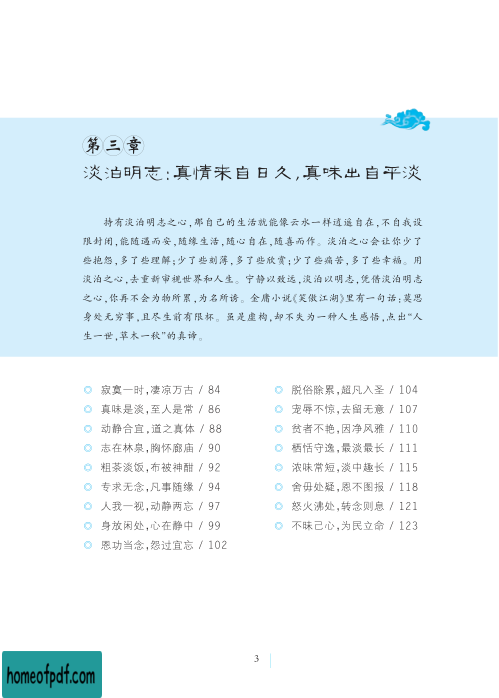 第三章
淡泊明志:真情来自日久,真味出自平淡
持有淡泊明志之心,那自己的生活就能像云水一样逍遥自在,不自我设
限封闭,能随遇而安,随缘生活,随心自在,随喜而作。淡泊之心会让你少了
些抱怨,多了些理解;少了些刻薄,多了些欣赏;少了些痛苦,多了些幸福。用
淡泊之心,去重新审视世界和人生。宁静以致远,淡泊以明志,凭借淡泊明志
之心,你再不会为物所累,为名所诱。金庸小说《笑傲江湖》里有一句话:莫思
身处无穷事,且尽生前有限杯。虽是虚构,却不失为一种人生感悟,点出“人
生一世,草木一秋”的真谛。
寂寞一时,凄凉万古 / 84
真味是淡,至人是常 / 86
动静合宜,道之真体 / 88
志在林泉,胸怀廊庙 / 90
粗茶淡饭,布被神酣 / 92
专求无念,凡事随缘 / 94
人我一视,动静两忘 / 97
身放闲处,心在静中 / 99
恩功当念,怨过宜忘 / 102
脱俗除累,超凡入圣 / 104
宠辱不惊,去留无意 / 107
贫者不艳,因净风雅 / 110
栖恬守逸,最淡最长 / 111
浓味常短,淡中趣长 / 115
舍毋处疑,恩不图报 / 118
怒火沸处,转念则息 / 121
不昧己心,为民立命 / 123
3
homeofpdf.com